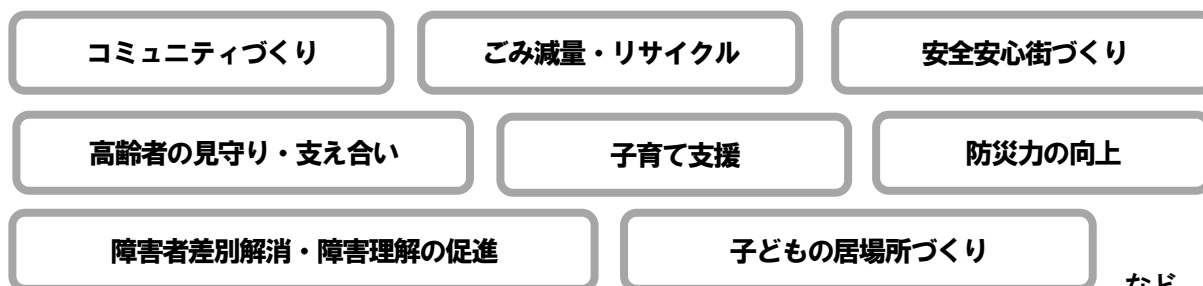 コミュニティづくり
ごみ減量・リサイクル
安全安心街づくり
高齢者の見守り・支え合い
子育て支援
防災力の向上
障害者差別解消・障害理解の促進
子どもの居場所づくり
など